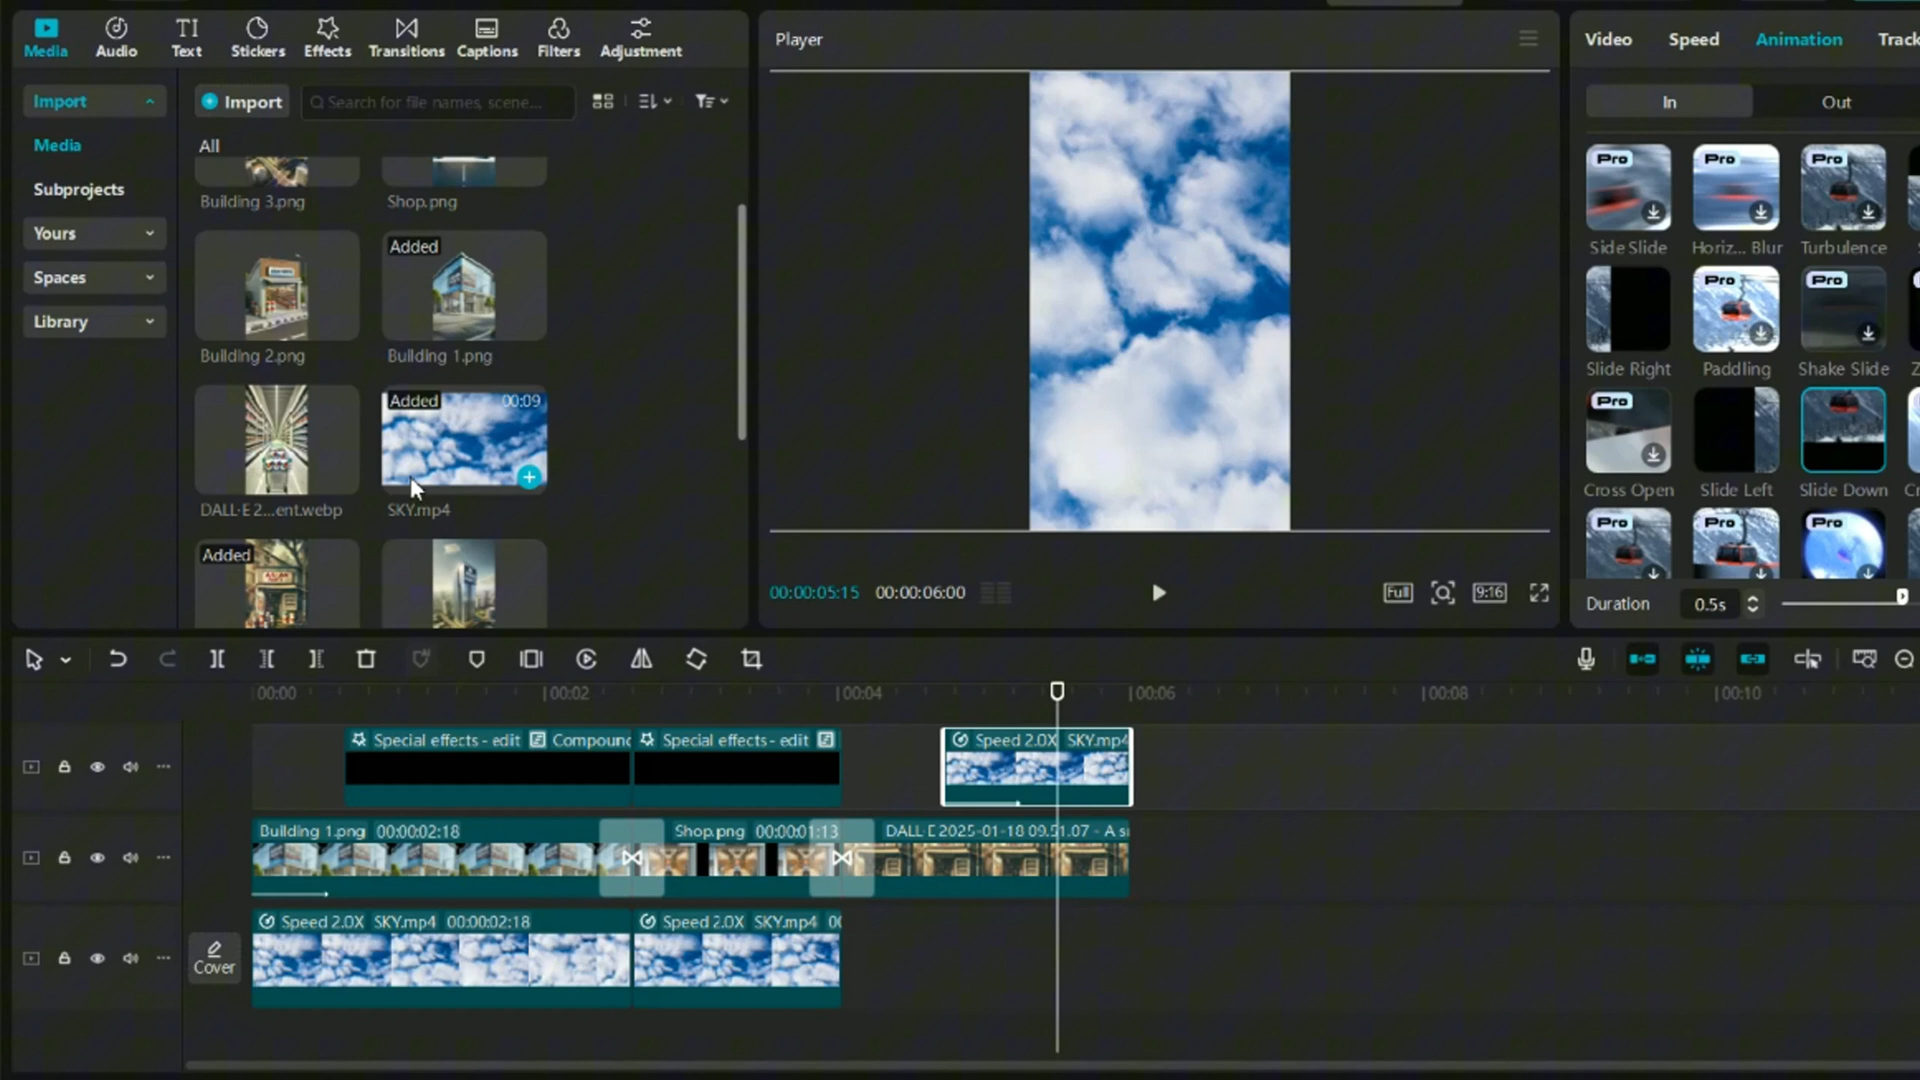 Media Audio Text Stickers Effects Transitions Captions Filters Adjustment
Import
Media
Subprojects
Yours
Spaces
Library
Import
Search for file names, scene...
All
Building 3.png Shop.png
Added
Building 2.png Building 1.png
Added 00:09
DALL·E 2...ent.webp SKY.mp4
Added
Player
00:00:05:15 00:00:06:00
Full 9:16
Video Speed Animation Track
In Out
Pro Pro Pro
Side Slide Horiz... Blur Turbulence
Pro Pro
Slide Right Paddling Shake Slide
Pro
Cross Open Slide Left Slide Down
Pro Pro Pro
Duration 0.5s
00:00 00:02 00:04 00:06 00:08 00:10
Special effects - edit Compound Special effects - edit
Speed 2.0X SKY.mp4
Building 1.png 00:00:02:18 Shop.png 00:00:01:13 DALL·E 2025-01-18 09.51.07 - A
Cover
Speed 2.0X SKY.mp4 00:00:02:18 Speed 2.0X SKY.mp4